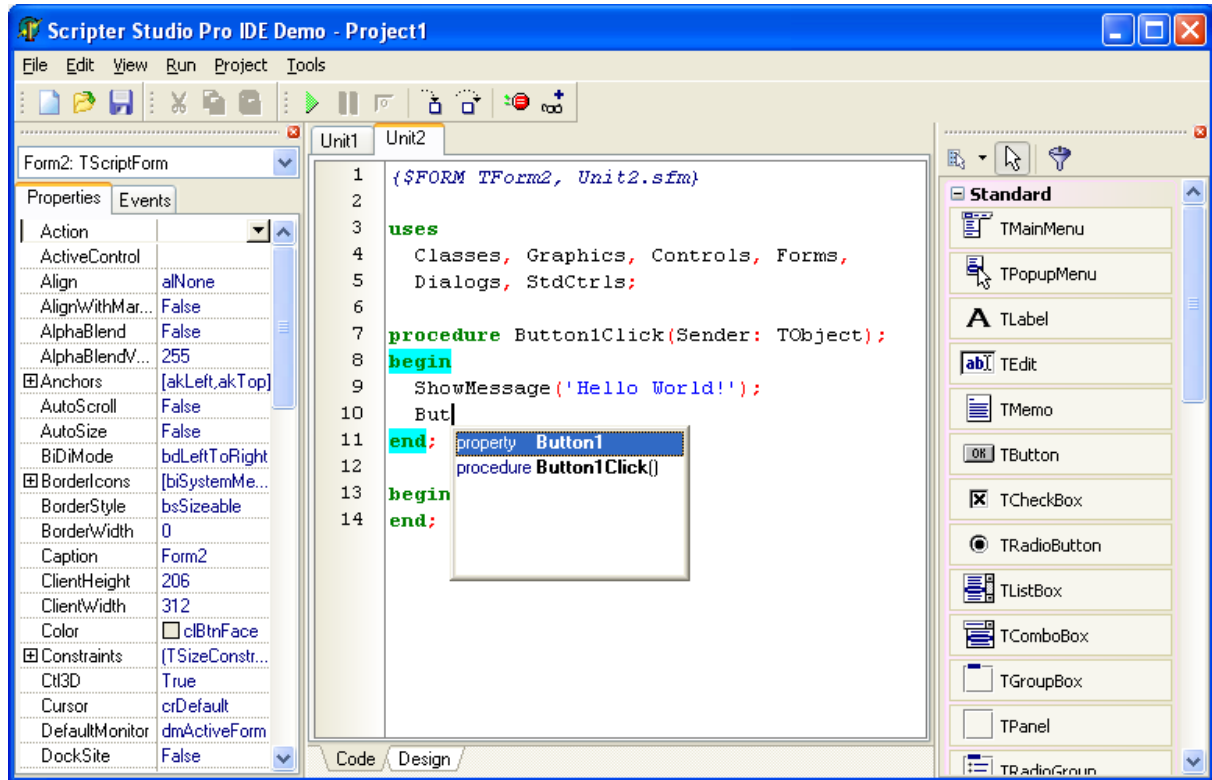 Scripter Studio Pro IDE Demo - Project1
File Edit View Run Project Tools
Form2: TScriptForm
Properties Events
Action
ActiveControl
Align alNone
AlignWithMar... False
AlphaBlend False
AlphaBlendV... 255
Anchors [akLeft,akTop]
AutoScroll False
AutoSize False
BiDiMode bdLeftToRight
BorderIcons [biSystemMe...
BorderStyle bsSizeable
BorderWidth 0
Caption Form2
ClientHeight 206
ClientWidth 312
Color clBtnFace
Constraints (TSizeConstr...
Ctl3D True
Cursor crDefault
DefaultMonitor dmActiveForm
DockSite False
Unit1 Unit2
1 {$FORM TForm2, Unit2.sfm}
2
3 uses
4 Classes, Graphics, Controls, Forms,
5 Dialogs, StdCtrls;
6
7 procedure Button1Click(Sender: TObject);
8 begin
9 ShowMessage('Hello World!');
10 But
11 end;
12
13 begin
14 end;
property Button1
procedure Button1Click()
Code Design
Standard
TMainMenu
TPopupMenu
A TLabel
ab TEdit
TMemo
OK TButton
TCheckBox
TRadioButton
TListBox
TComboBox
TGroupBox
TPanel
TRadioGroup